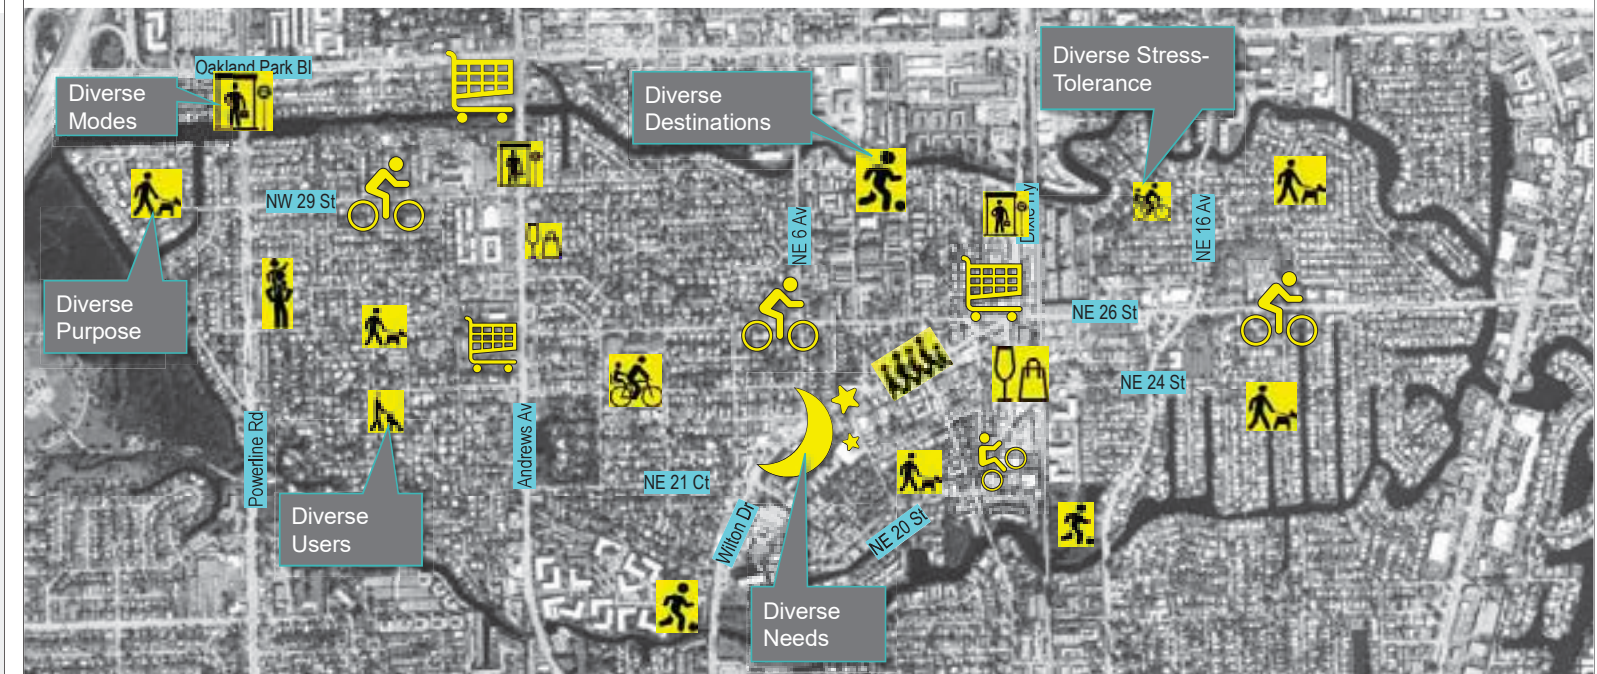 Oakland Park Bl
Diverse
Modes
Diverse
Destinations
Diverse Stress-
Tolerance
NW 29 St
NE 6 Av
NE 16 Av
Diverse
Purpose
NE 26 St
NE 24 St
Powerline Rd
Andrews Av
NE 21 Ct
Diverse
Users
Wilton Dr
NE 20 St
Diverse
Needs